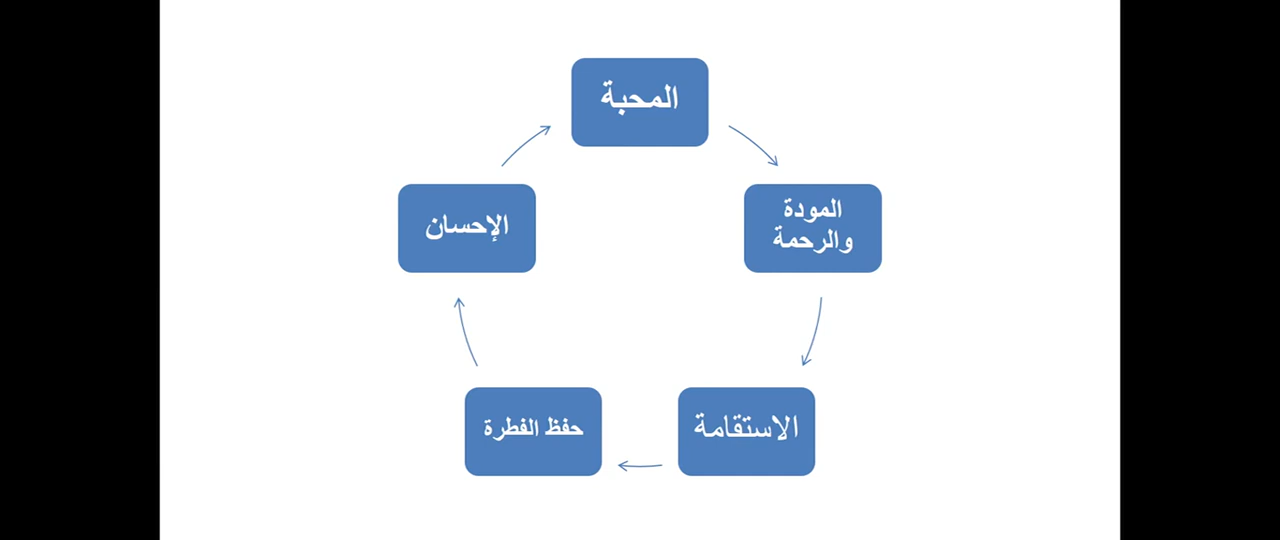 المحبة
المودة
والرحمة
الاستقامة
حفظ الفطرة
الإحسان